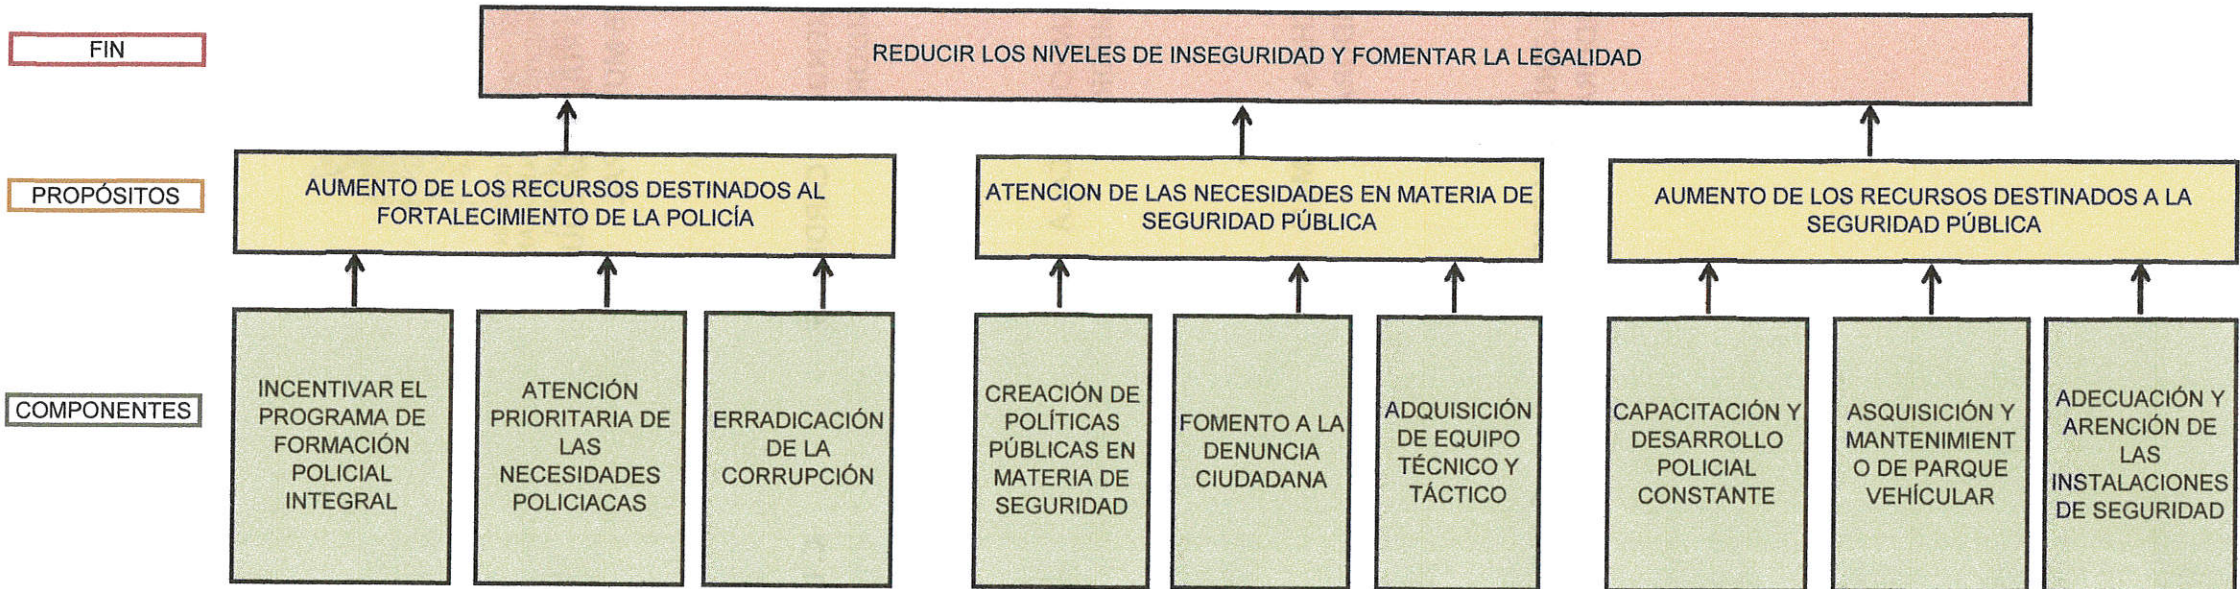 FIN
REDUCIR LOS NIVELES DE INSEGURIDAD Y FOMENTAR LA LEGALIDAD
PROPÓSITOS
AUMENTO DE LOS RECURSOS DESTINADOS AL
FORTALECIMIENTO DE LA POLICÍA
ATENCION DE LAS NECESIDADES EN MATERIA DE
SEGURIDAD PÚBLICA
AUMENTO DE LOS RECURSOS DESTINADOS A LA
SEGURIDAD PÚBLICA
COMPONENTES
INCENTIVAR EL
PROGRAMA DE
FORMACIÓN
POLICIAL
INTEGRAL
ATENCIÓN
PRIORITARIA DE
LAS
NECESIDADES
POLICIACAS
ERRADICACIÓN
DE LA
CORRUPCIÓN
CREACIÓN DE
POLÍTICAS
PÚBLICAS EN
MATERIA DE
SEGURIDAD
FOMENTO A LA
DENUNCIA
CIUDADANA
ADQUISICIÓN
DE EQUIPO
TÉCNICO Y
TÁCTICO
CAPACITACIÓN Y
DESARROLLO
POLICIAL
CONSTANTE
ASQUISICIÓN Y
MANTENIMIENT
O DE PARQUE
VEHÍCULAR
ADECUACIÓN Y
ARENCIÓN DE
LAS
INSTALACIONES
DE SEGURIDAD